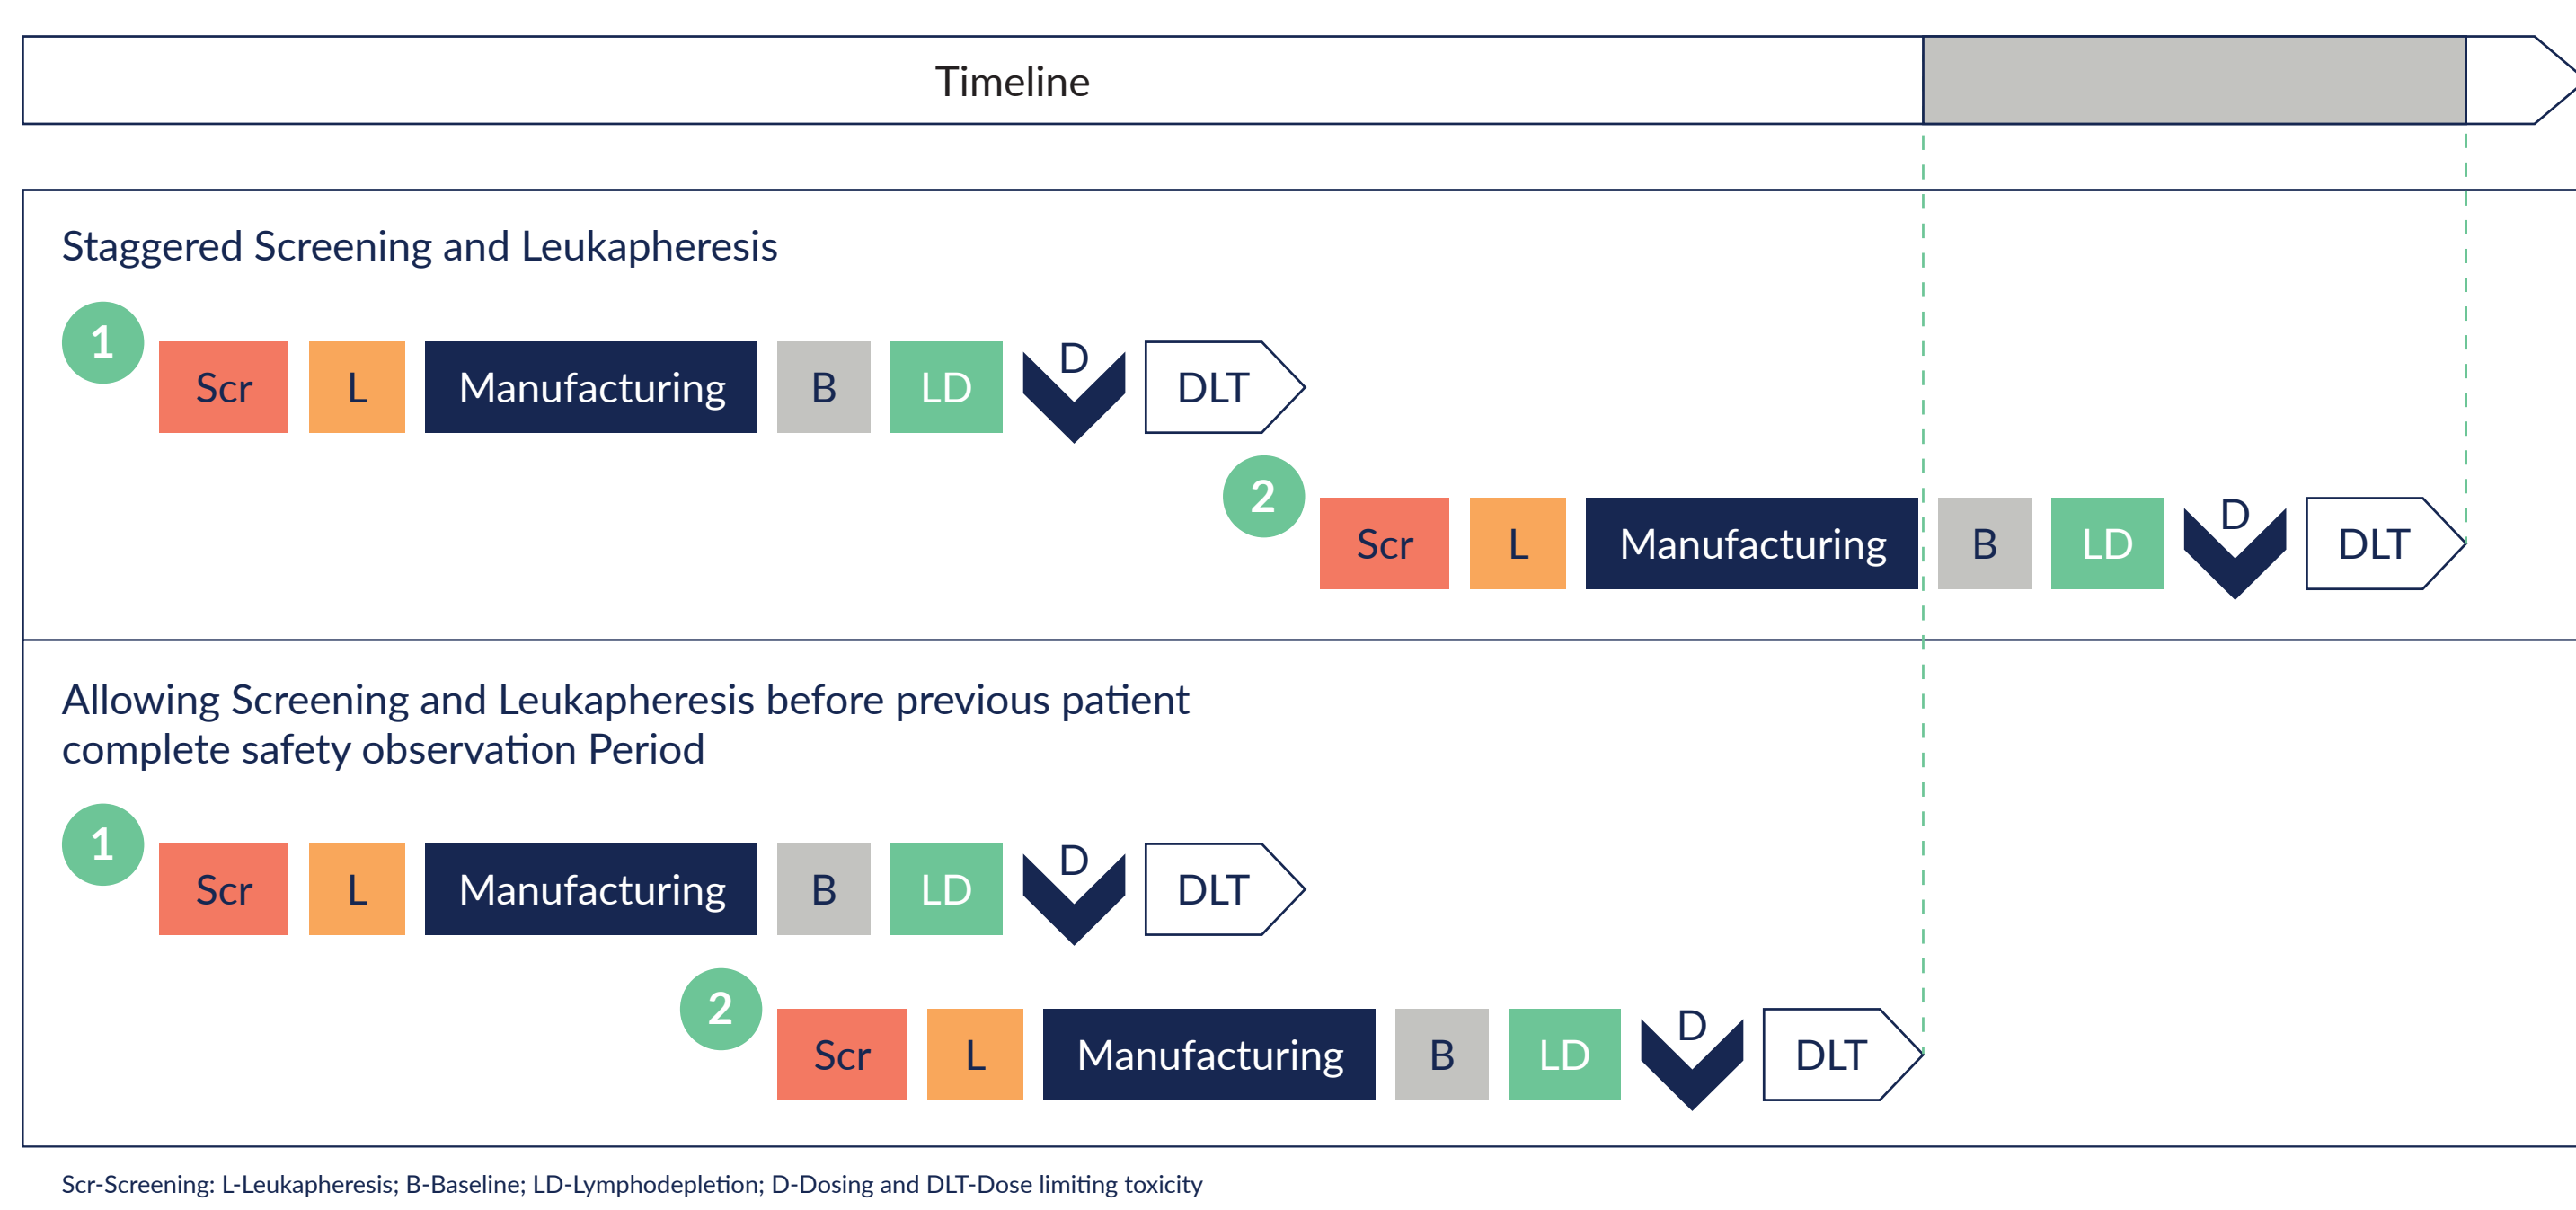 Timeline
Staggered Screening and Leukapheresis
1
Scr L Manufacturing B LD D DLT
2
Scr L Manufacturing B LD D DLT
Allowing Screening and Leukapheresis before previous patient
complete safety observation Period
1
Scr L Manufacturing B LD D DLT
2
Scr L Manufacturing B LD D DLT
Scr-Screening: L-Leukapheresis; B-Baseline; LD-Lymphodepletion; D-Dosing and DLT-Dose limiting toxicity